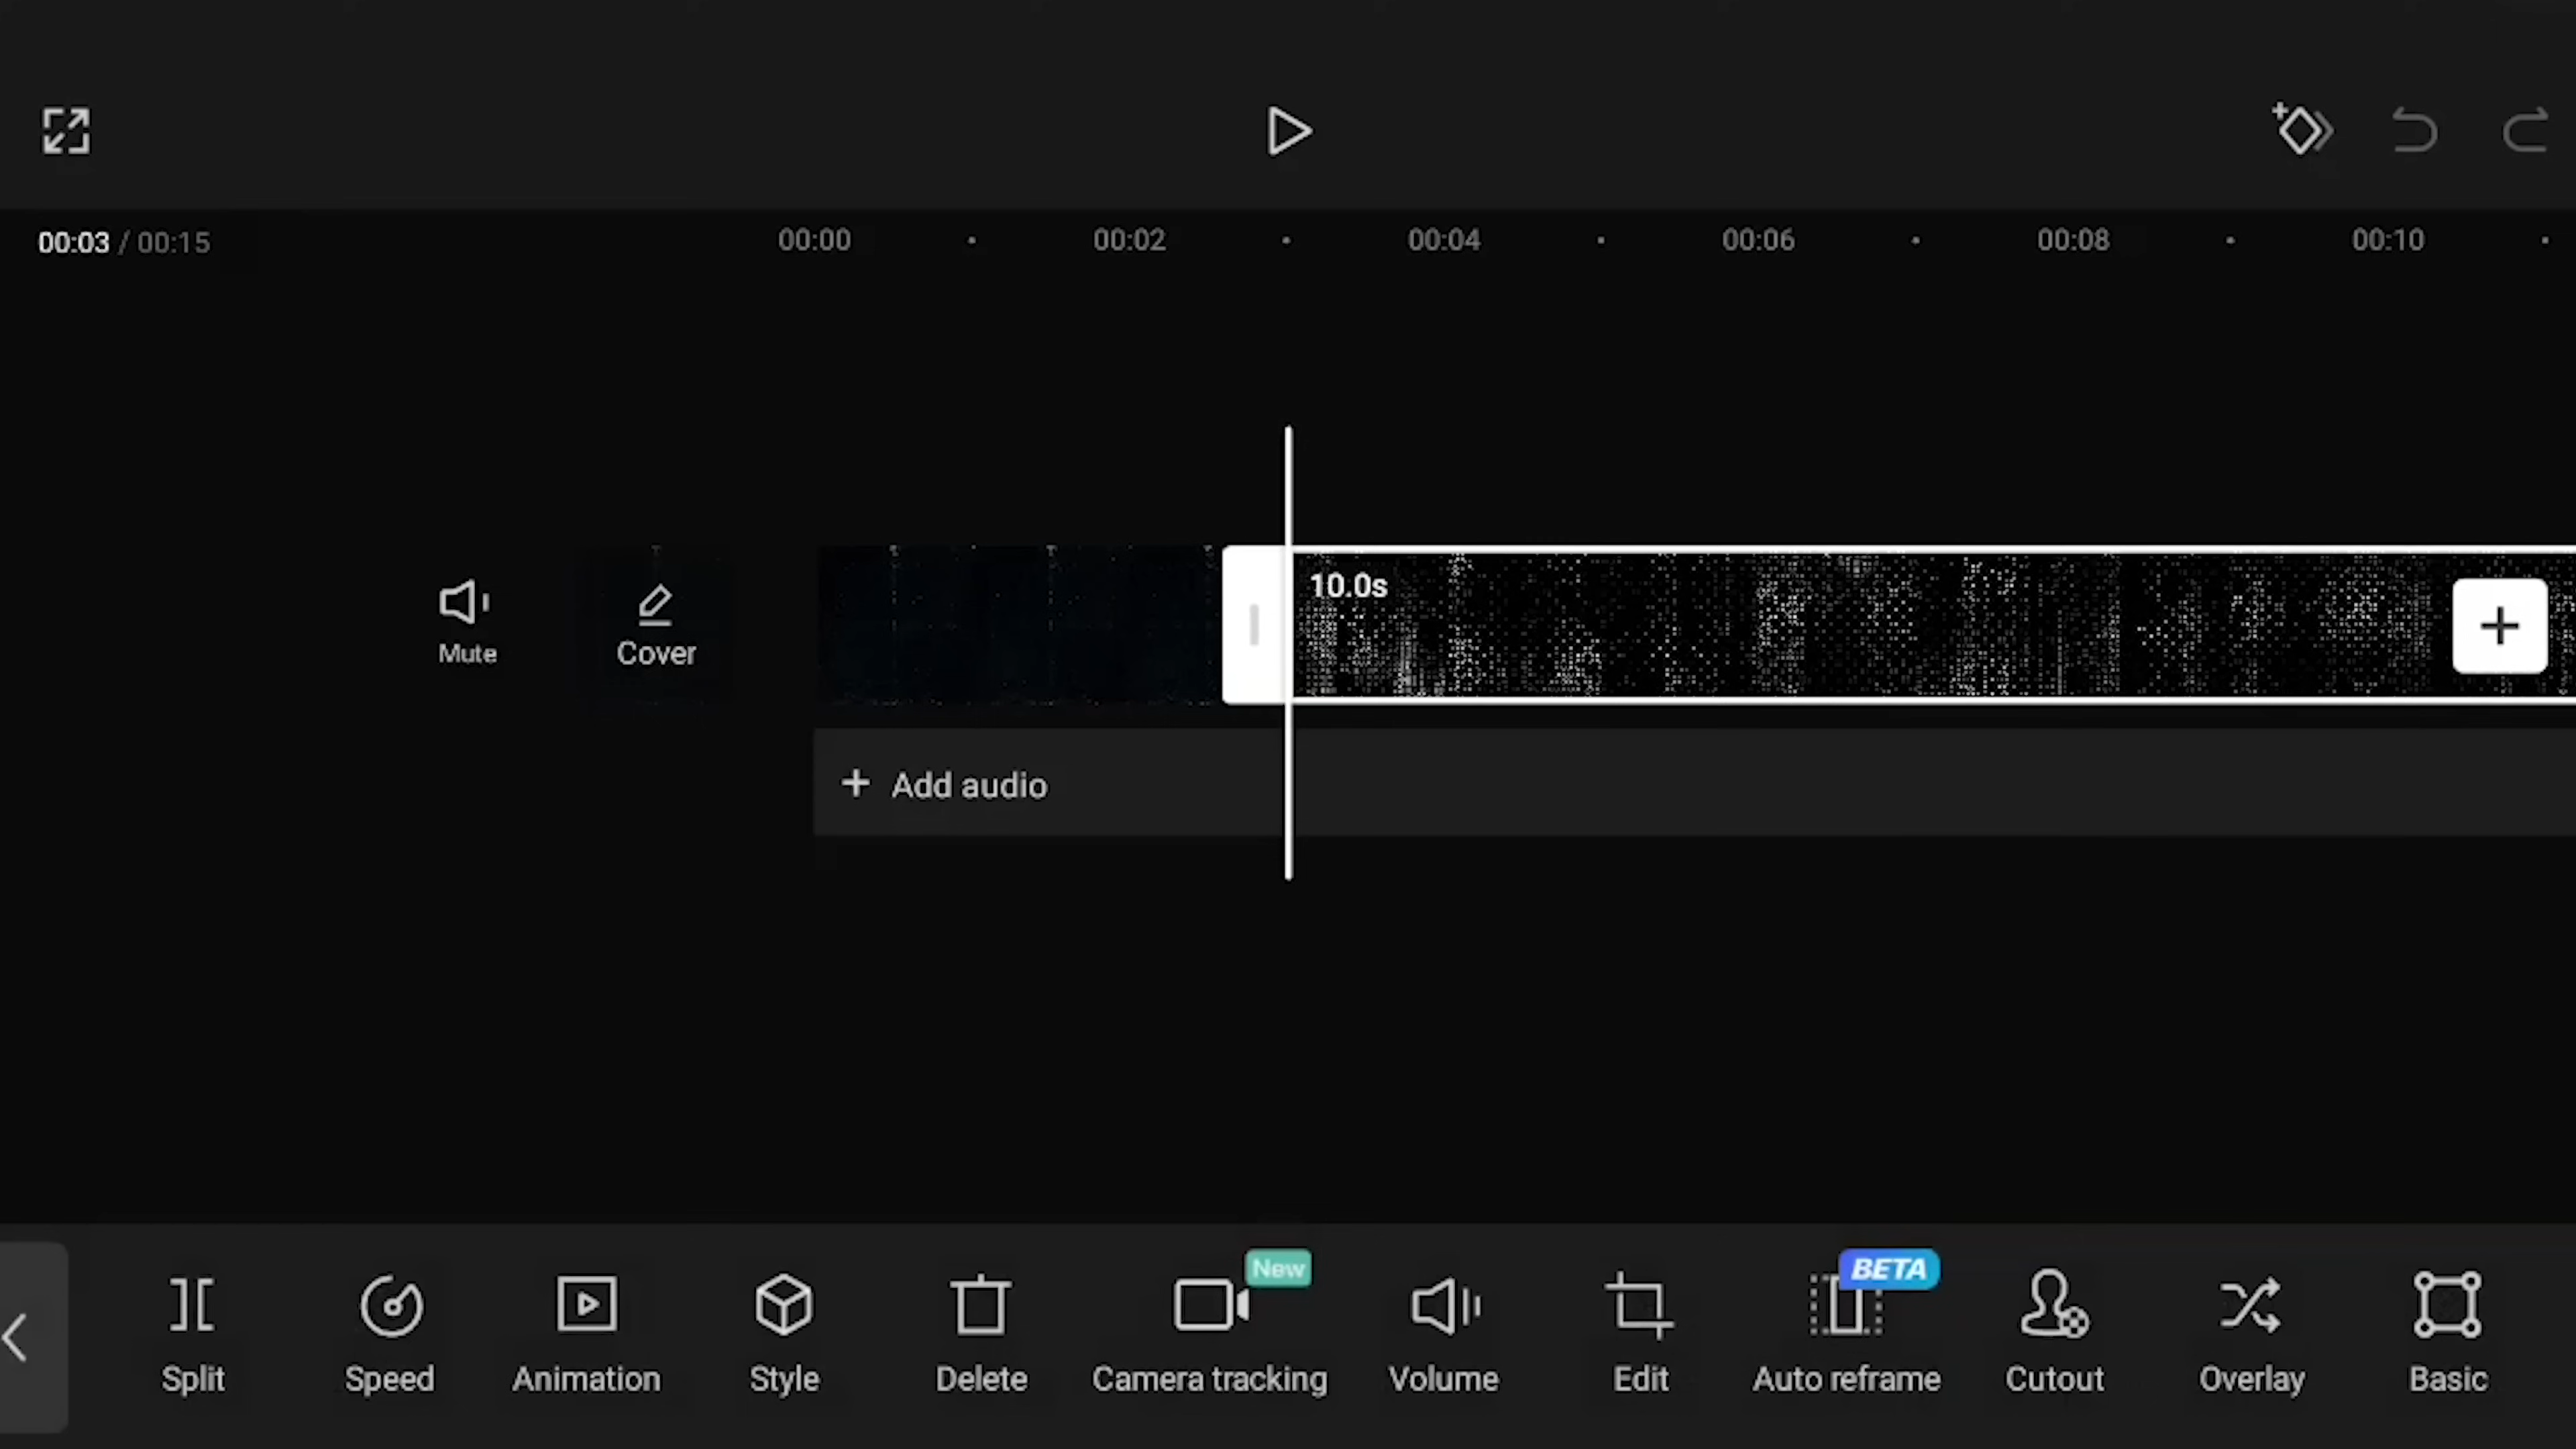 00:03 / 00:15
00:00 00:02 00:04 00:06 00:08 00:10
10.0s
Mute
Cover
Add audio
New
BETA
Split Speed Animation Style Delete Camera tracking Volume Edit Auto reframe Cutout Overlay Basic